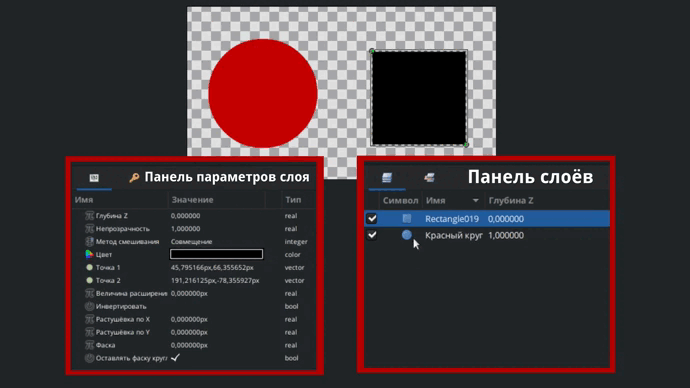 Панель параметров слоя
Имя Значение Тип
Глубина Z 0,000000 real
Непрозрачность 1,000000 real
Метод смешивания Совмещение integer
Цвет color
Точка 1 45,795166px,66,355652px vector
Точка 2 191,216125px,-78,355927px vector
Величина расширени 0,000000px real
Инвертировать bool
Растушёвка по X 0,000000px real
Растушёвка по Y 0,000000px real
Фаска 0,000000px real
Оставлять фаску кругл bool
Панель слоёв
Символ Имя Глубина Z
Rectangle019 0,000000
Красный круг 1,000000